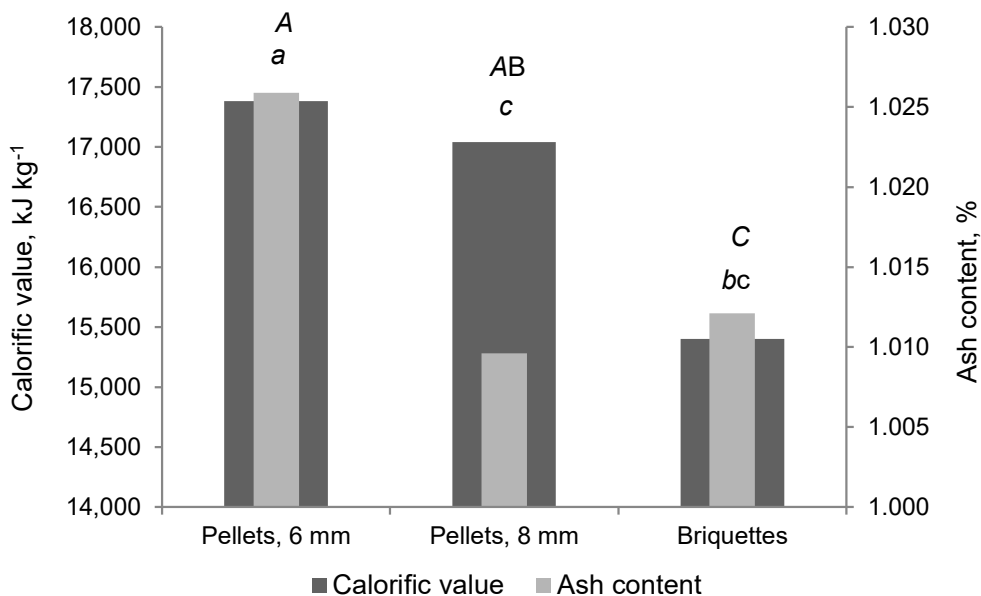 Calorific value, kJ kg⁻¹
18,000
17,500
17,000
16,500
16,000
15,500
15,000
14,500
14,000
A
a
AB
c
C
bc
1.030
1.025
1.020
1.015
1.010
1.005
1.000
Ash content, %
Pellets, 6 mm
Pellets, 8 mm
Briquettes
Calorific value
Ash content